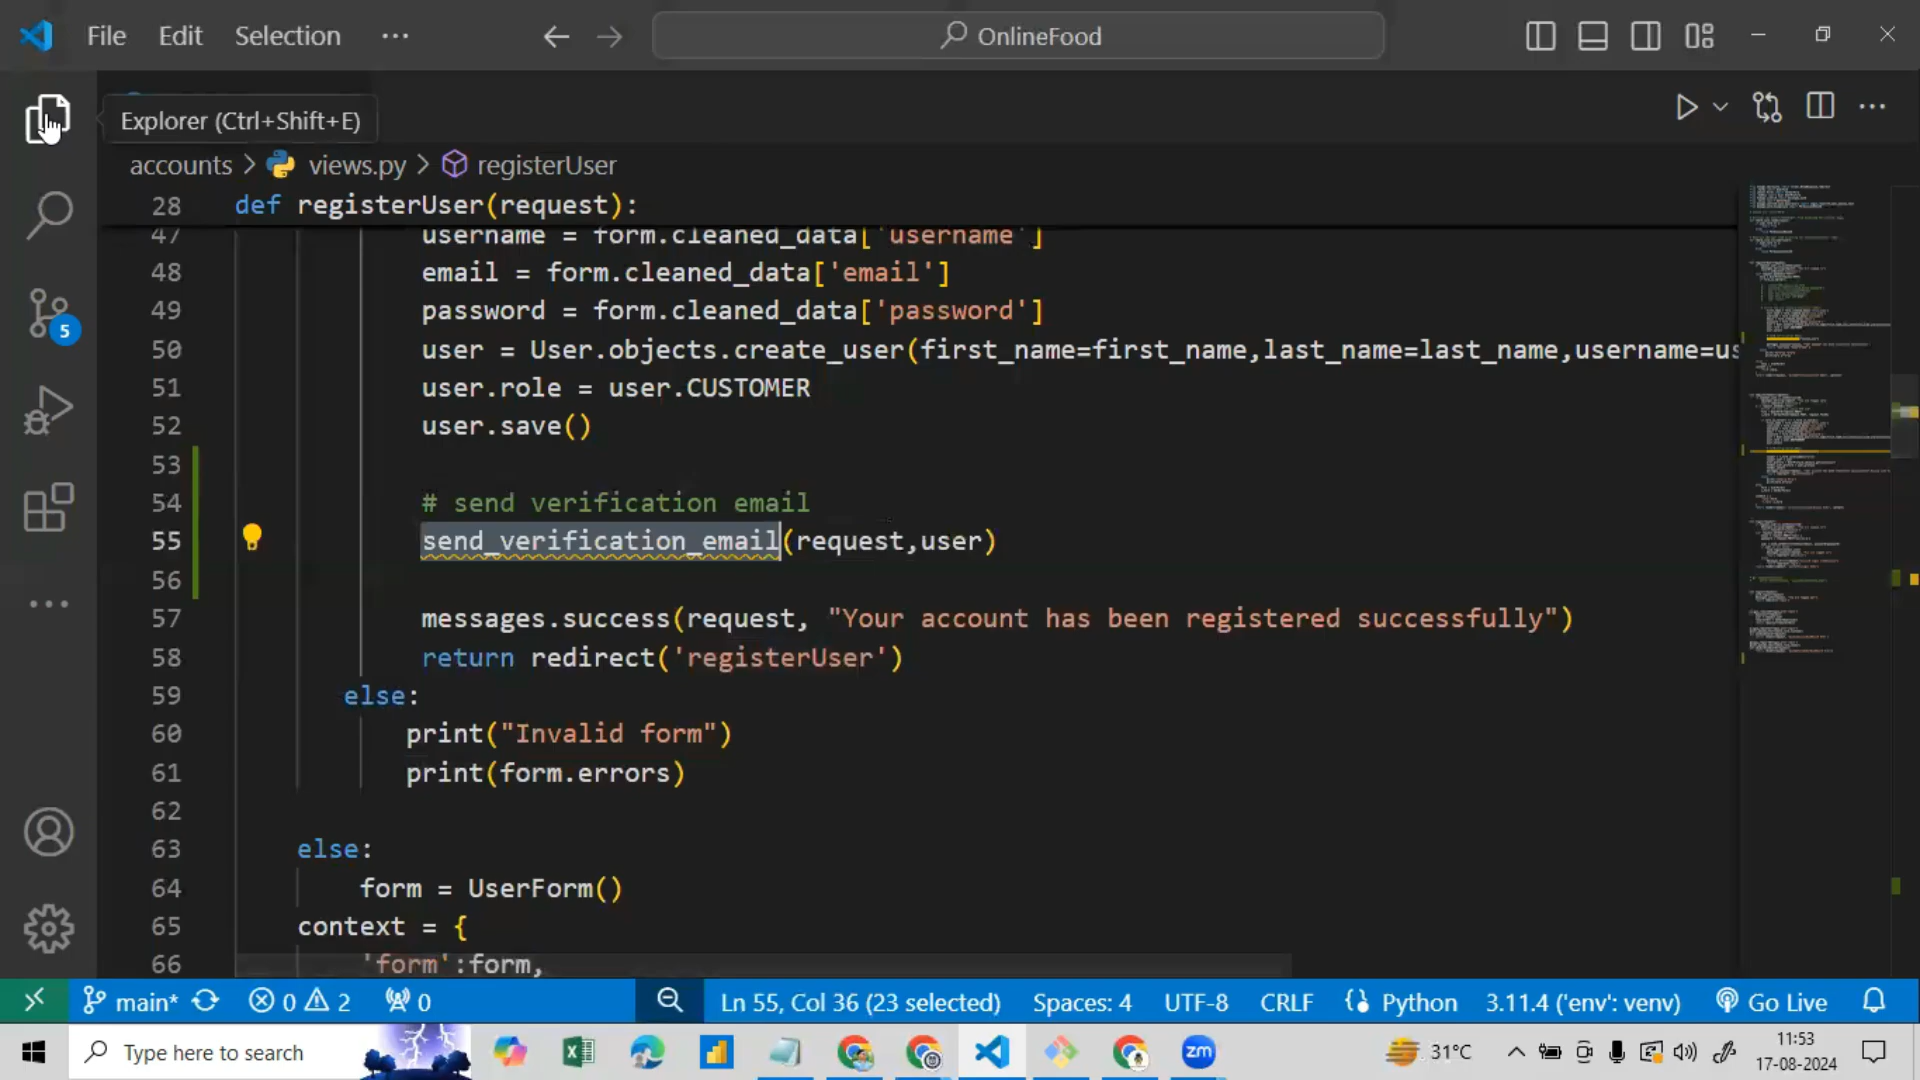 File Edit Selection ··· OnlineFood
Explorer (Ctrl+Shift+E)
accounts > views.py > registerUser
28 def registerUser(request):
47 username = form.cleaned_data['username']
48 email = form.cleaned_data['email']
49 password = form.cleaned_data['password']
50 user = User.objects.create_user(first_name=first_name,last_name=last_name,username=us
51 user.role = user.CUSTOMER
52 user.save()
53
54 # send verification email
55 send_verification_email(request,user)
56
57 messages.success(request, "Your account has been registered successfully")
58 return redirect('registerUser')
59 else:
60 print("Invalid form")
61 print(form.errors)
62
63 else:
64 form = UserForm()
65 context = {
66 'form':form,
5
main* 0 2 0 Ln 55, Col 36 (23 selected) Spaces: 4 UTF-8 CRLF Python 3.11.4 ('env': venv) Go Live
Type here to search zm 31°C 11:53
17-08-2024